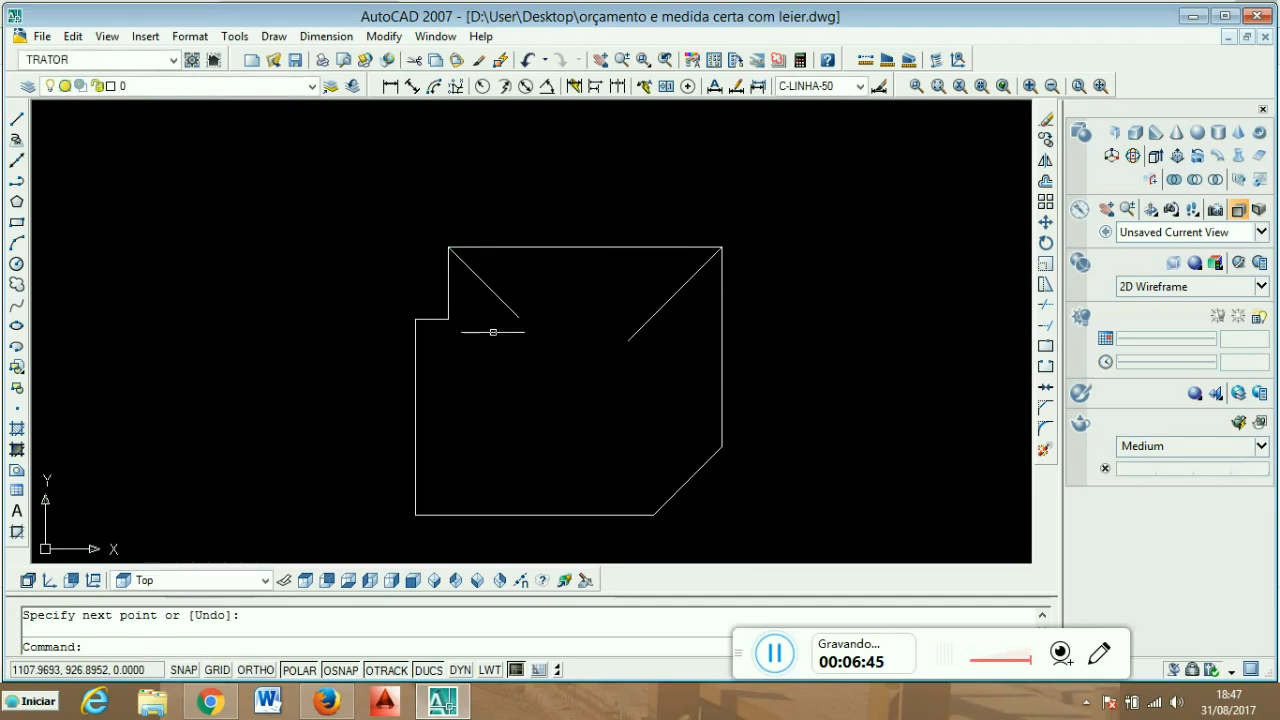 AutoCAD 2007 - [D:\User\Desktop\orçamento e medida certa com leier.dwg]
File Edit View Insert Format Tools Draw Dimension Modify Window Help
TRATOR
0
C-LINHA-50
Unsaved Current View
2D Wireframe
Medium
Y
X
A
Top
Specify next point or [Undo]:
Command:
Gravando...
00:06:45
1107.9693, 926.8952, 0.0000 SNAP GRID ORTHO POLAR OSNAP OTRACK DUCS DYN LWT
Iniciar
18:47
31/08/2017